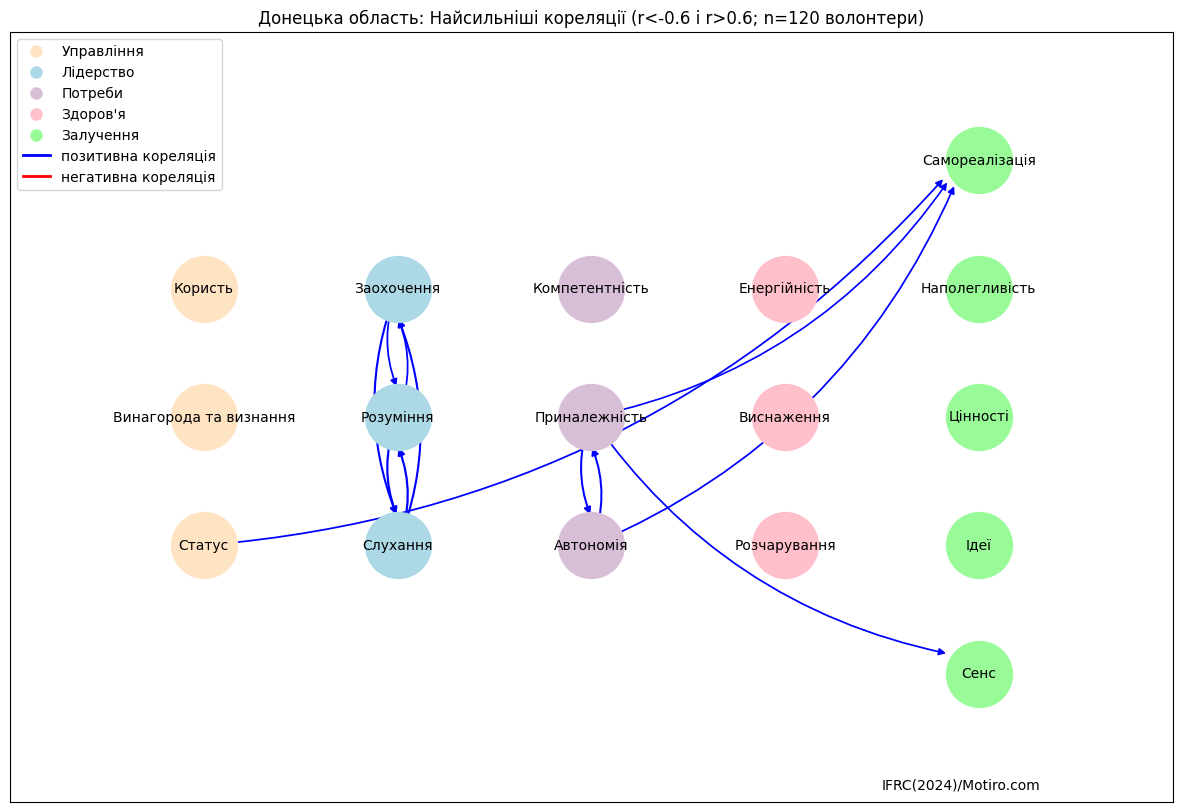 Донецька область: Найсильніші кореляції (r<-0.6 і r>0.6; n=120 волонтери)
Управління
Лідерство
Потреби
Здоров'я
Залучення
позитивна кореляція
негативна кореляція
Самореалізація
Користь
Заохочення
Компетентність
Енергійність
Наполегливість
Винагорода та визнання
Розуміння
Приналежність
Виснаження
Цінності
Статус
Слухання
Автономія
Розчарування
Ідеї
Сенс
IFRC(2024)/Motiro.com